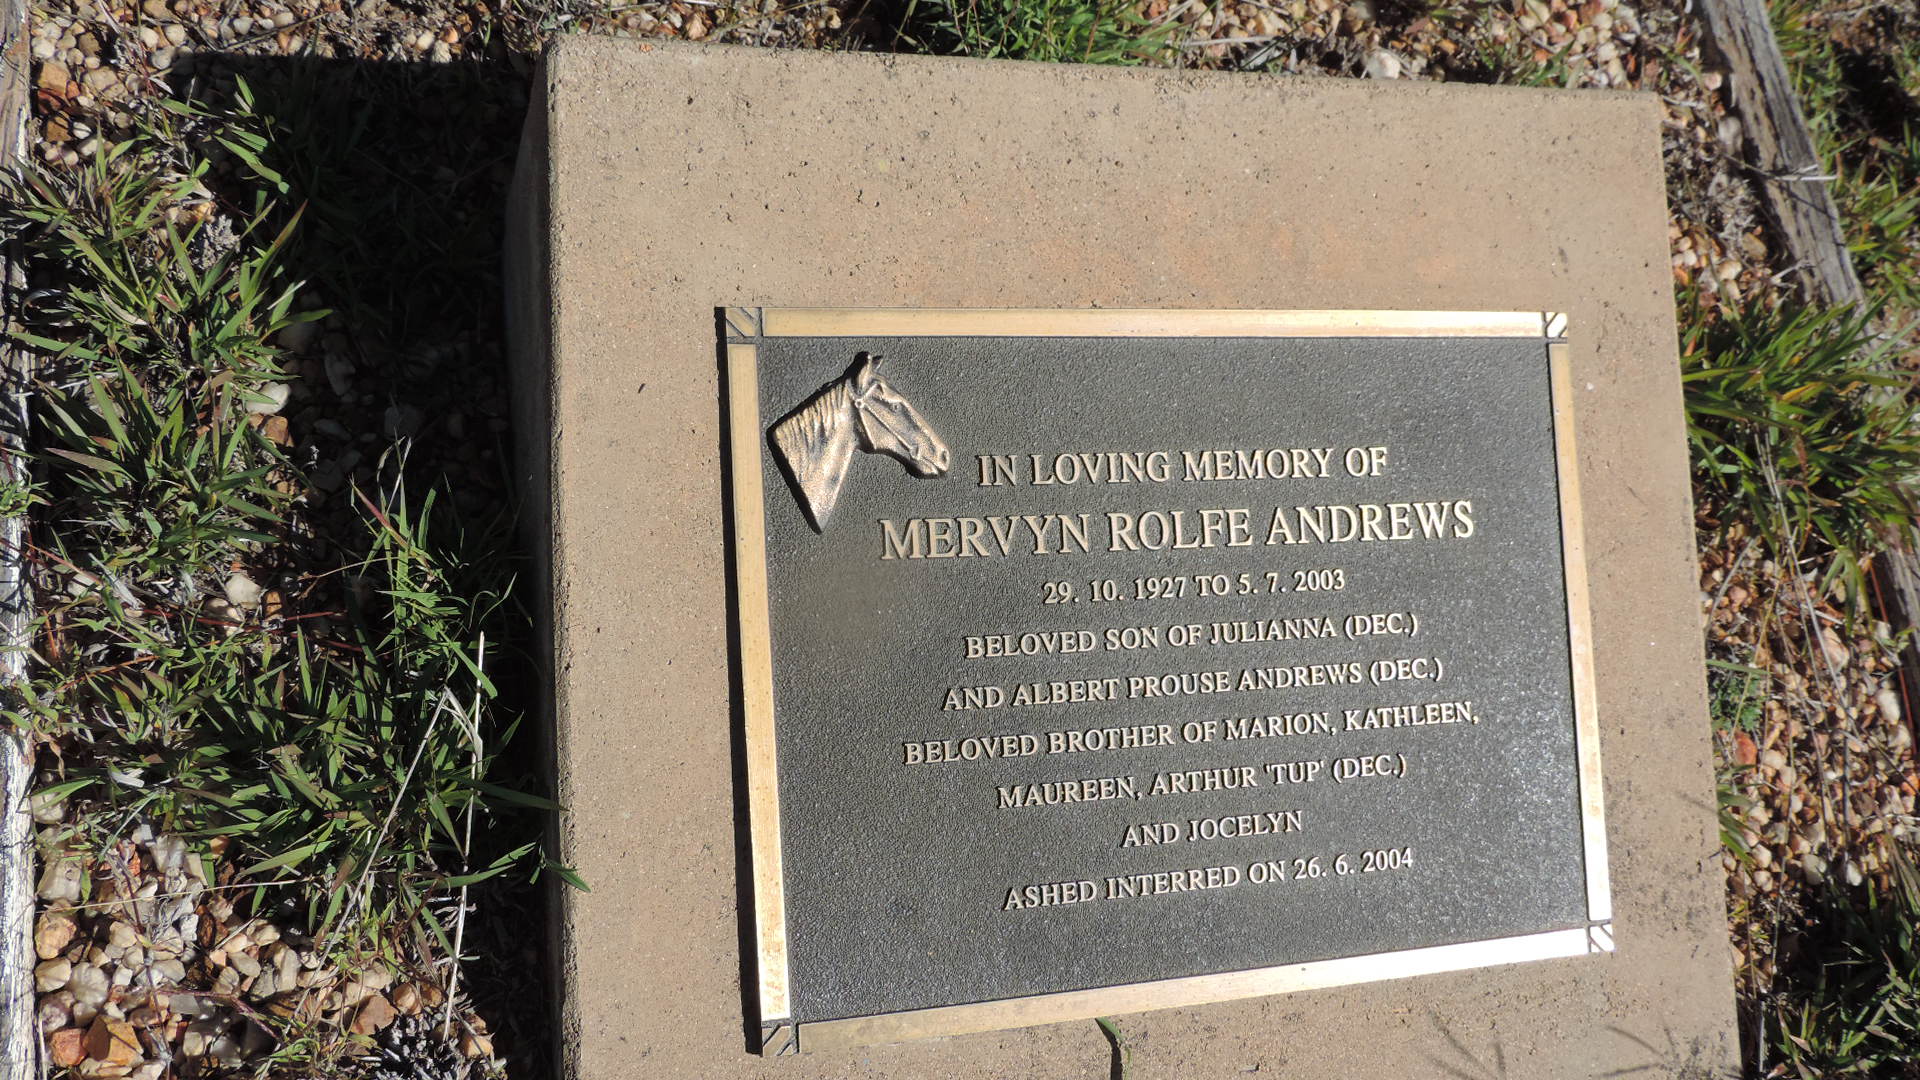 IN LOVING MEMORY OF
MERVYN ROLFE ANDREWS
29. 10. 1927 TO 5. 7. 2003
BELOVED SON OF JULIANNA (DEC.)
AND ALBERT PROUSE ANDREWS (DEC.)
BELOVED BROTHER OF MARION, KATHLEEN,
MAUREEN, ARTHUR 'TUP' (DEC.)
AND JOCELYN
ASHED INTERRED ON 26. 6. 2004